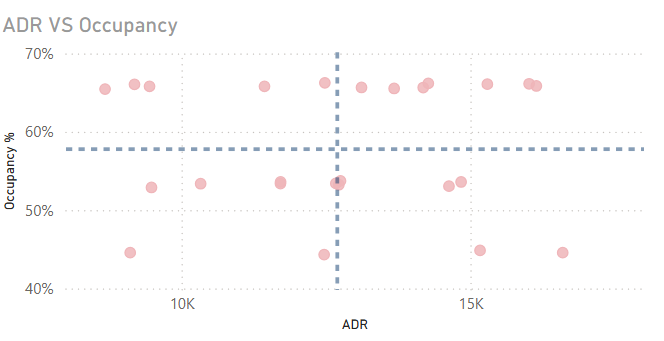 ADR VS Occupancy
70%
60%
50%
40%
Occupancy %
10K 15K
ADR